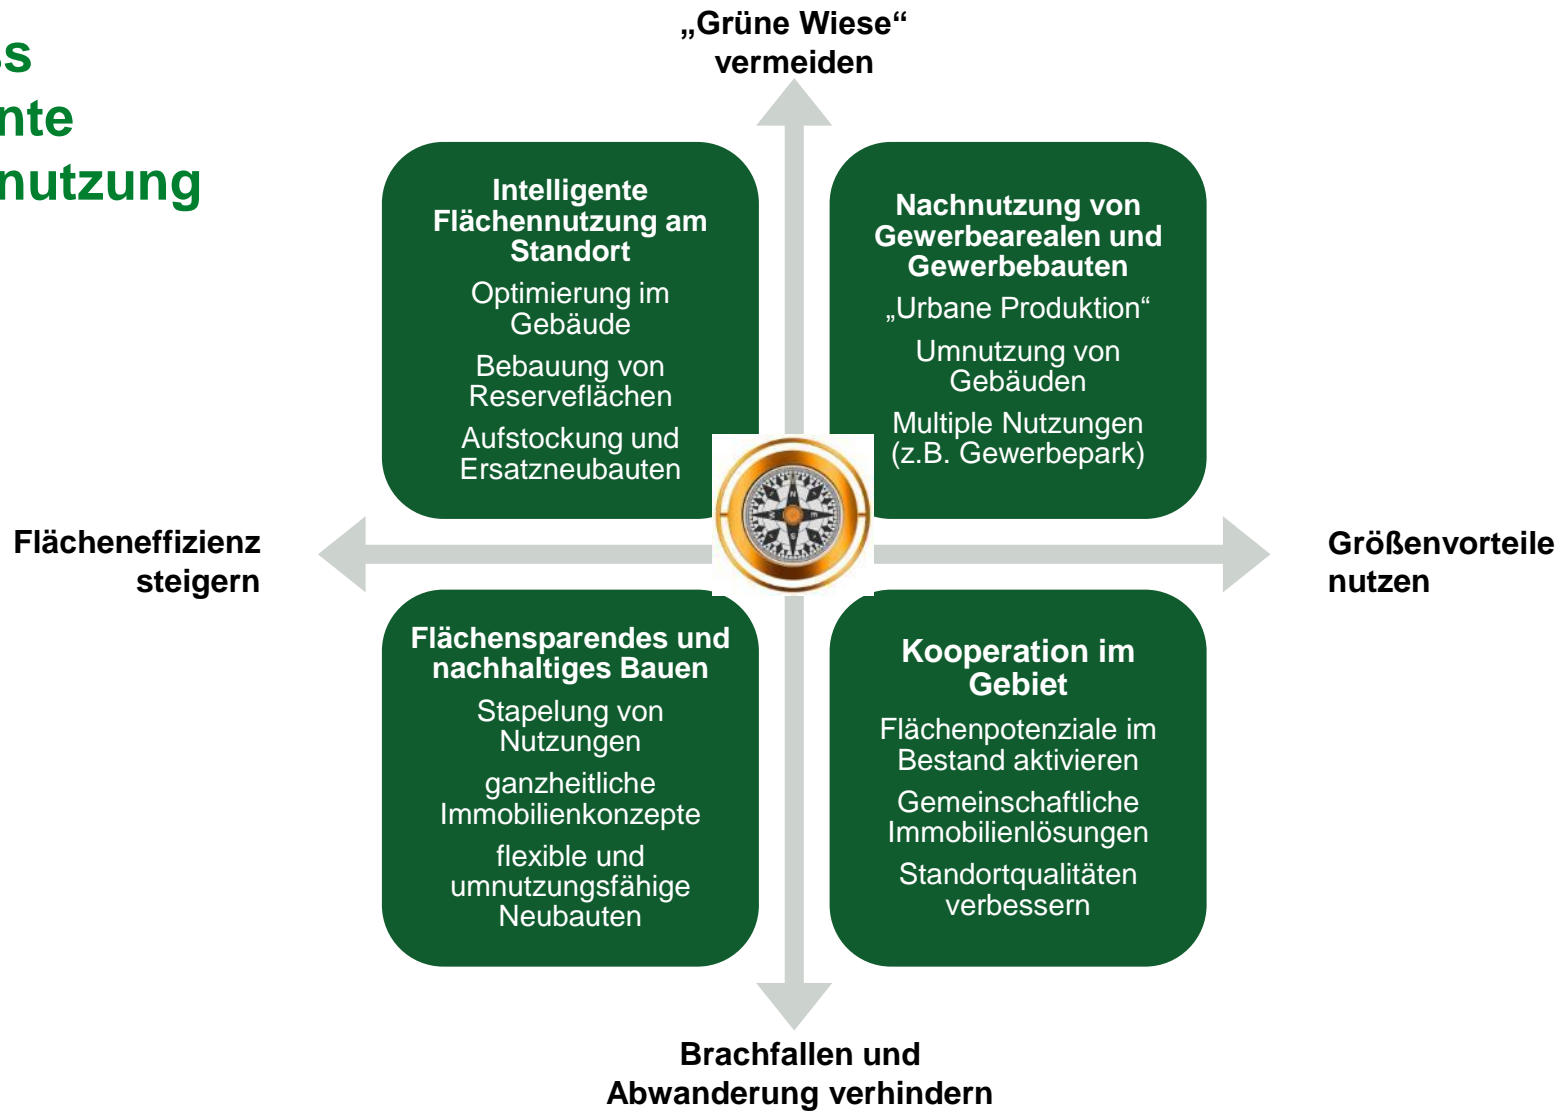 „Grüne Wiese“
vermeiden
ss
nte
nutzung
Intelligente
Flächennutzung am
Standort
Optimierung im
Gebäude
Bebauung von
Reserveflächen
Aufstockung und
Ersatzneubauten
Nachnutzung von
Gewerbearealen und
Gewerbebauten
„Urbane Produktion“
Umnutzung von
Gebäuden
Multiple Nutzungen
(z.B. Gewerbepark)
N
E
S
W
Flächeneffizienz
steigern
Größenvorteile
nutzen
Flächensparendes und
nachhaltiges Bauen
Stapelung von
Nutzungen
ganzheitliche
Immobilienkonzepte
flexible und
umnutzungsfähige
Neubauten
Kooperation im
Gebiet
Flächenpotenziale im
Bestand aktivieren
Gemeinschaftliche
Immobilienlösungen
Standortqualitäten
verbessern
Brachfallen und
Abwanderung verhindern